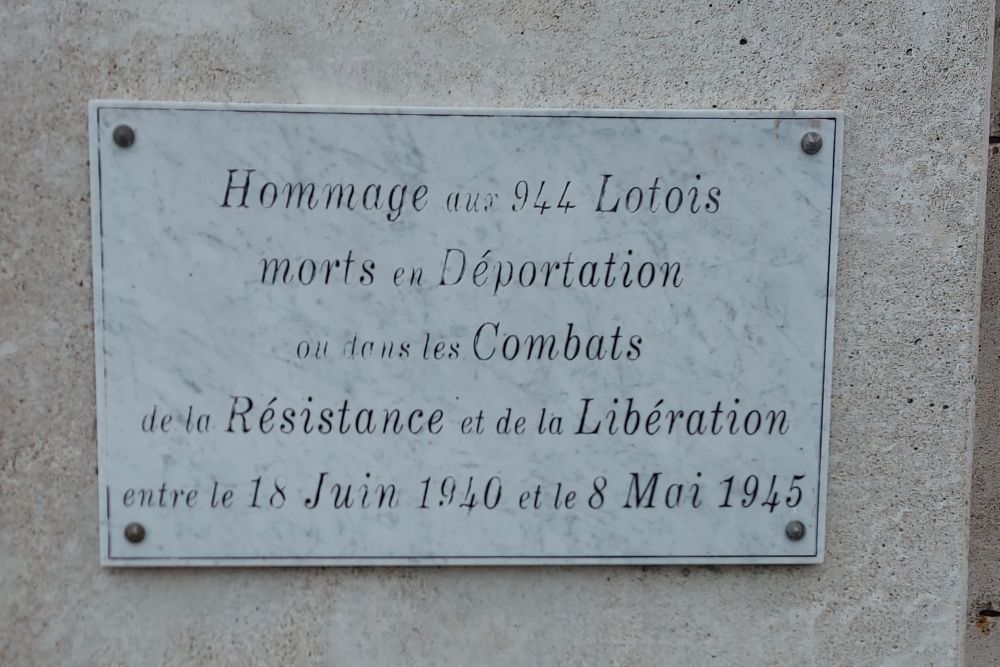 Hommage aux 944 Lotois
morts en Déportation
ou dans les Combats
de la Résistance et de la Libération
entre le 18 Juin 1940 et le 8 Mai 1945